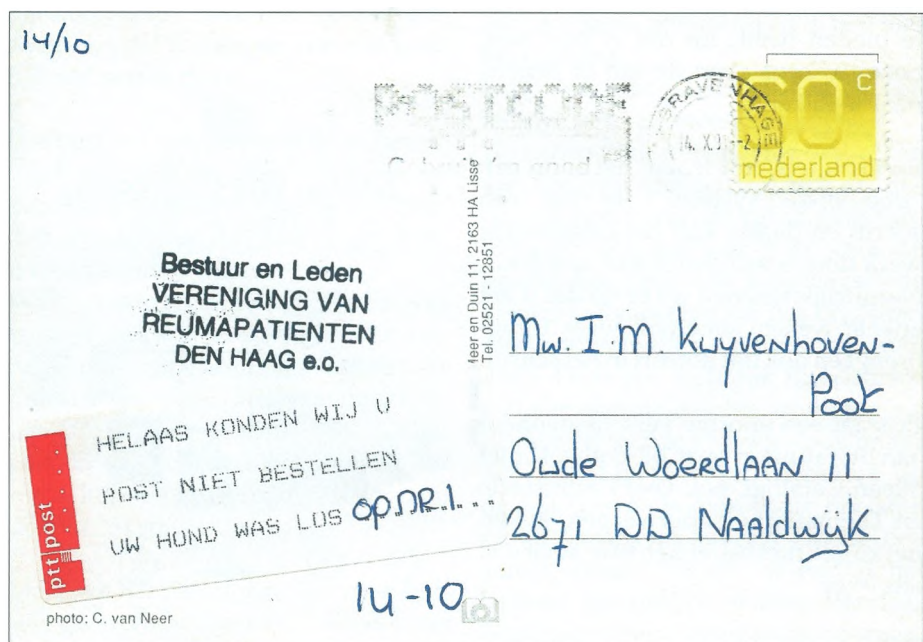 14/10
POSTCODE
'S-GRAVENHAGE
60 C
nederland
Meer en Duin 11, 2163 HA Lisse
Tel. 02521 - 12851
Bestuur en Leden
VERENIGING VAN
REUMAPATIENTEN
DEN HAAG e.o.
Mw. I.M. Kuyvenhoven-
Pook
Oude Woerdlaan 11
2671 DD Naaldwijk
ptt post
HELAAS KONDEN WIJ U
POST NIET BESTELLEN
UW HOND WAS LOS op nr. 1...
14-10
photo: C. van Neer